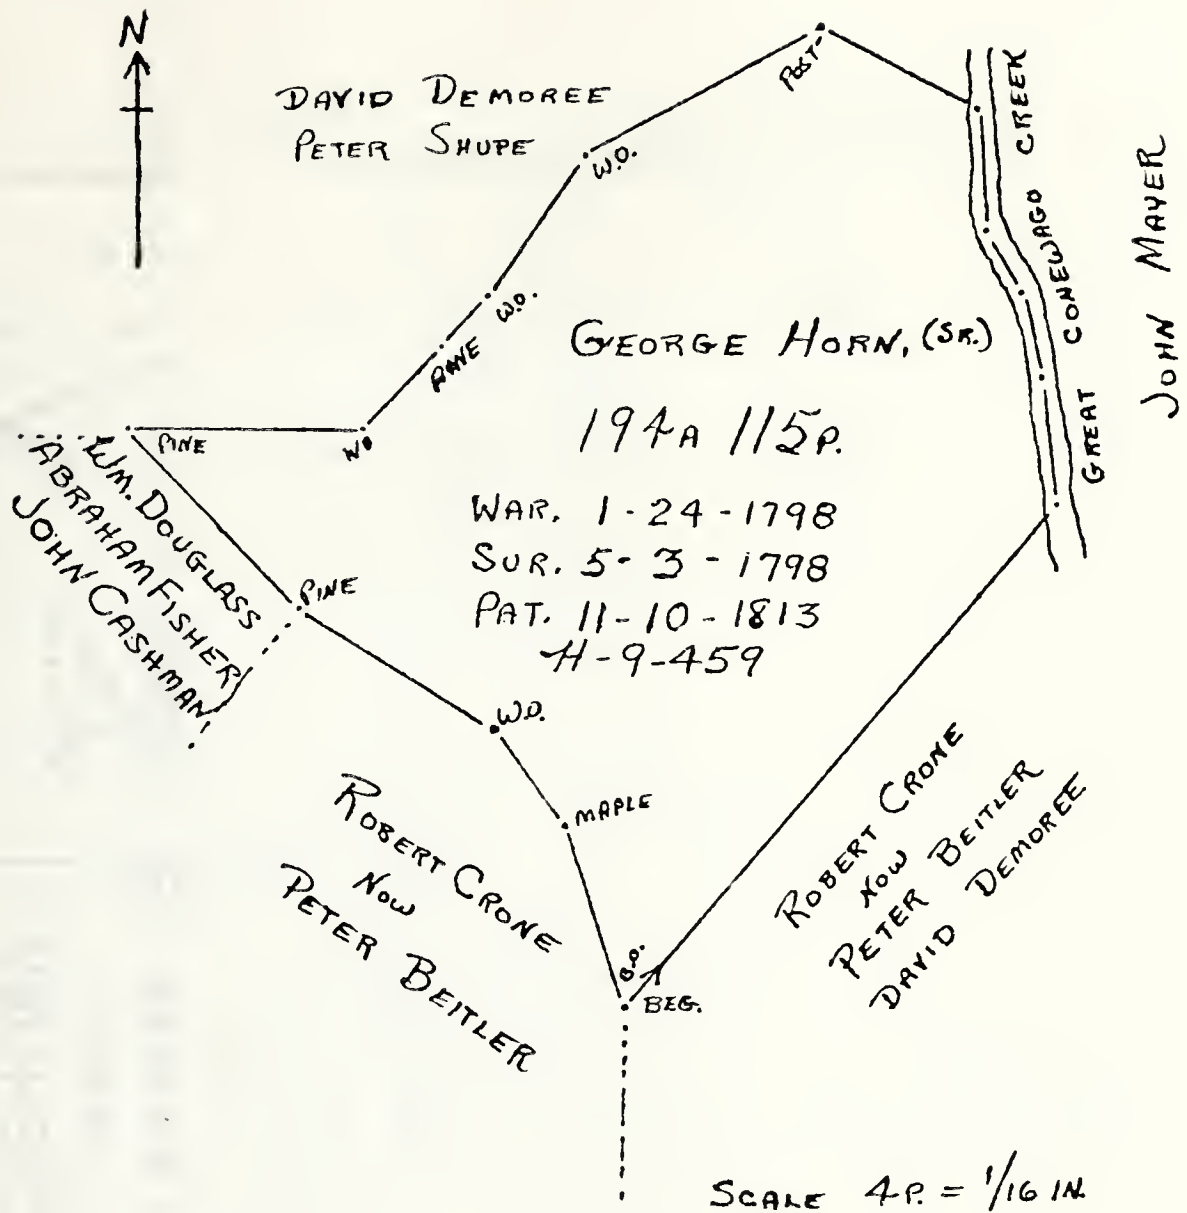 N
DAVID DEMOREE
PETER SHUPE
POST
W.O.
W.O.
PINE
W.O.
PINE
GREAT CONEWAGO CREEK
JOHN MAYER
GEORGE HORN, (SR.)
194A 115P.
WAR. 1-24-1798
SUR. 5-3-1798
PAT. 11-10-1813
H-9-459
WM. DOUGLASS
ABRAHAM FISHER
JOHN CASHMAN
PINE
W.O.
MAPLE
ROBERT CRONE
NOW
PETER BEITLER
B.O.
BEG.
ROBERT CRONE
NOW
PETER BEITLER
DAVID DEMOREE
SCALE 4P. = 1/16 IN.